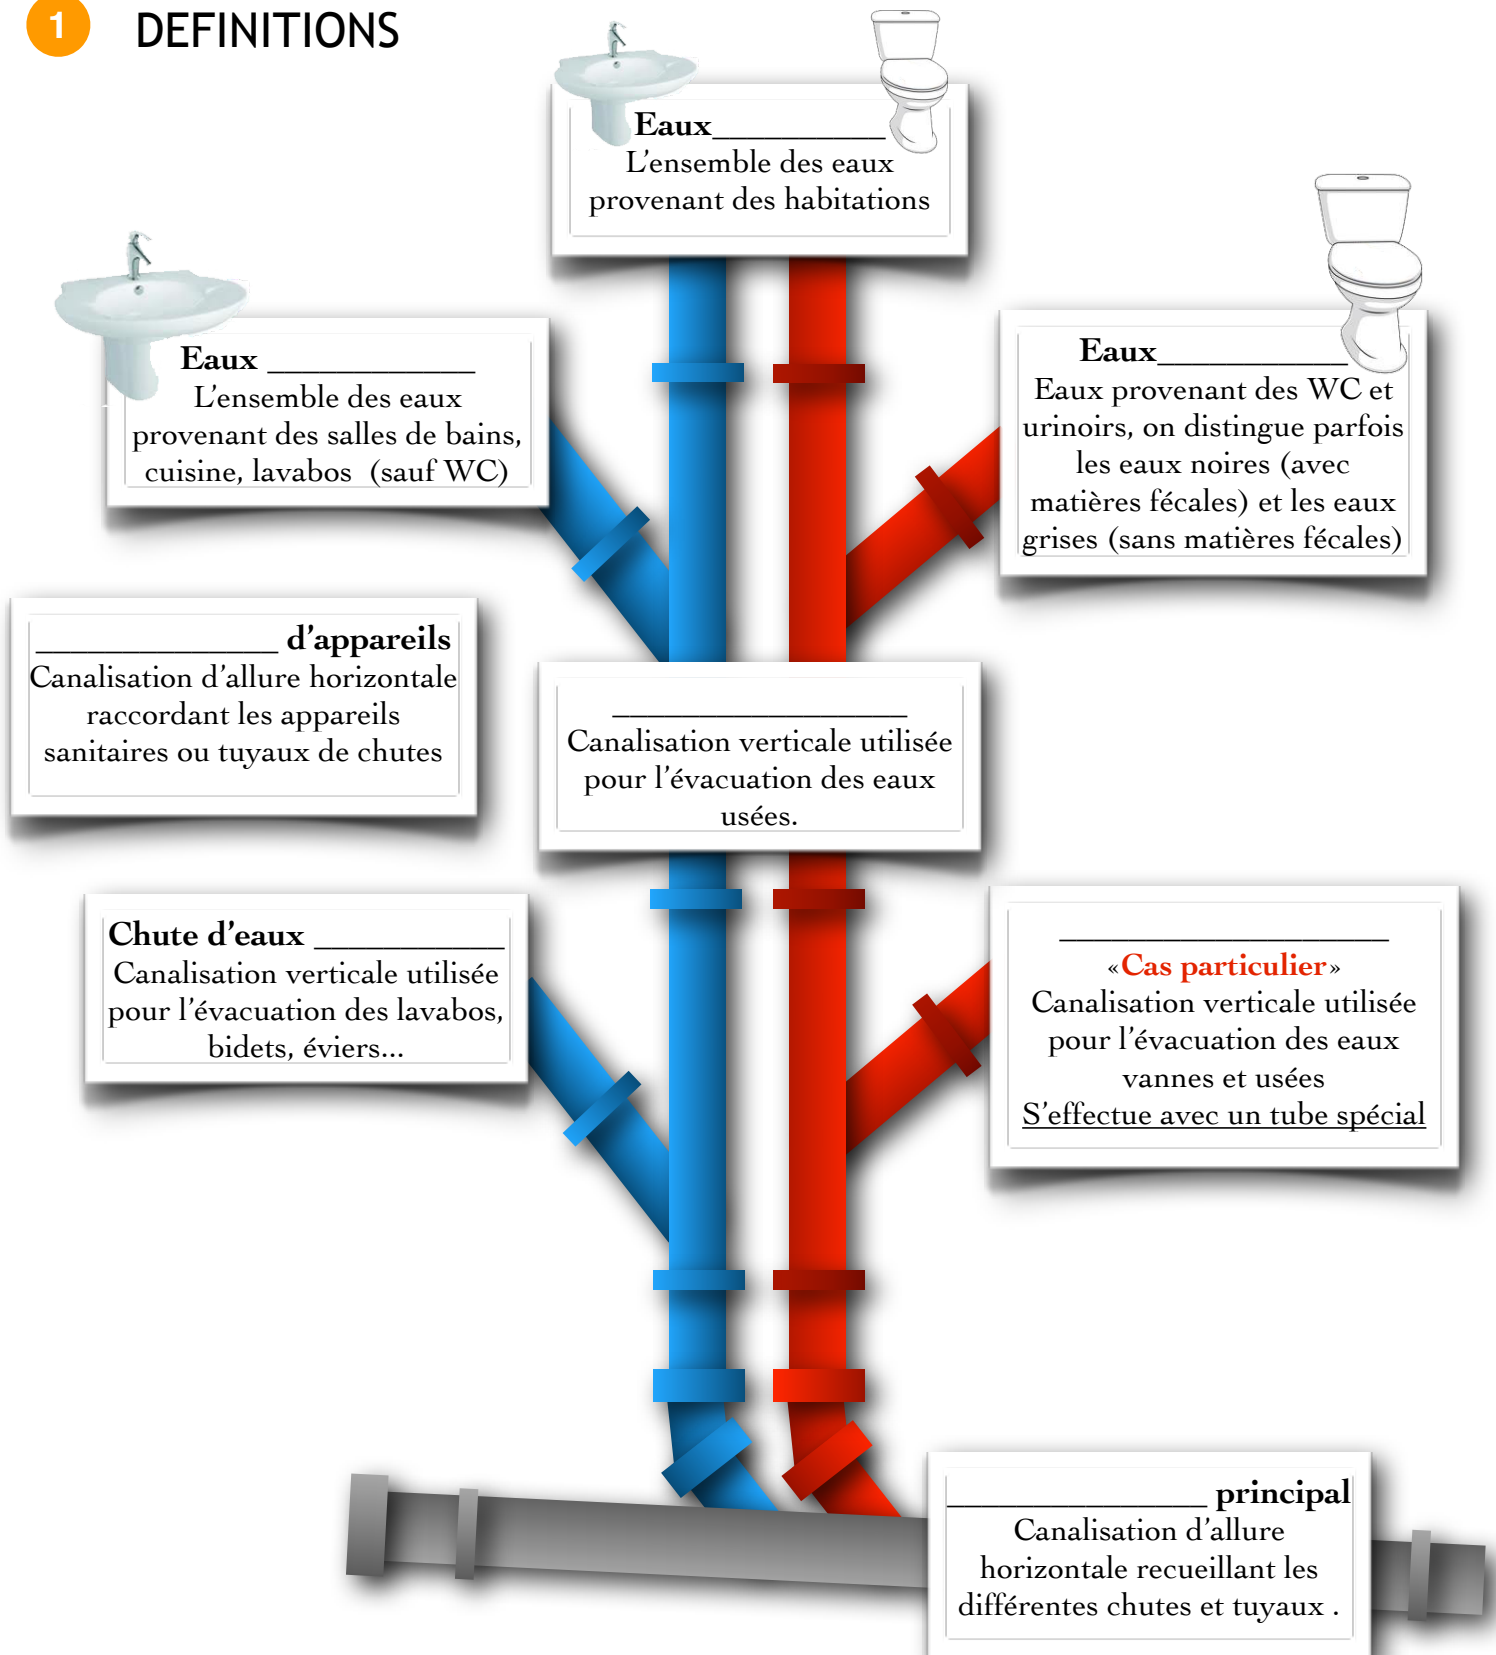 1 DEFINITIONS
Eaux__________
L'ensemble des eaux
provenant des habitations
Eaux ____________
L'ensemble des eaux
provenant des salles de bains,
cuisine, lavabos (sauf WC)
Eaux___________
Eaux provenant des WC et
urinoirs, on distingue parfois
les eaux noires (avec
matières fécales) et les eaux
grises (sans matières fécales)
______________ d'appareils
Canalisation d'allure horizontale
raccordant les appareils
sanitaires ou tuyaux de chutes
_________________
Canalisation verticale utilisée
pour l'évacuation des eaux
usées.
Chute d'eaux ___________
Canalisation verticale utilisée
pour l'évacuation des lavabos,
bidets, éviers...
___________________
«Cas particulier»
Canalisation verticale utilisée
pour l'évacuation des eaux
vannes et usées
S'effectue avec un tube spécial
_______________ principal
Canalisation d'allure
horizontale recueillant les
différentes chutes et tuyaux .